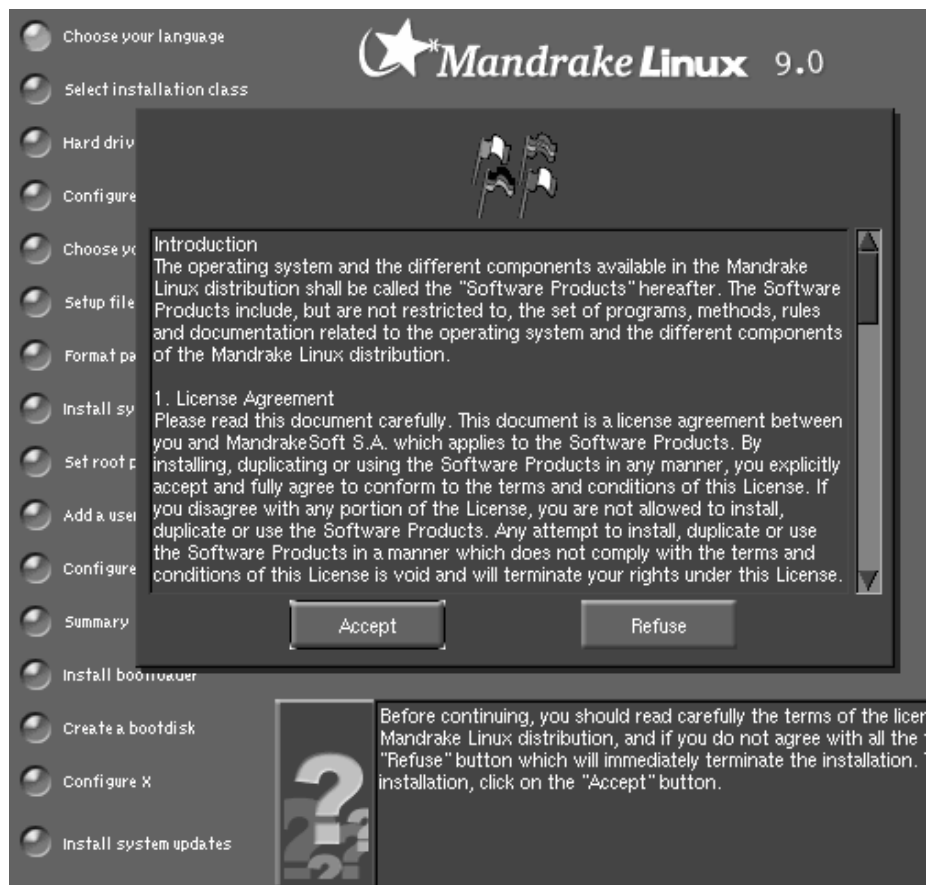 Choose your language
Mandrake Linux 9.0
Select installation class
Hard driv
Configure
Choose yo
Setup file
Format pa
Install sy
Set root p
Add a user
Configure
Summary
Install bootloader
Create a bootdisk
Configure X
Install system updates
Introduction
The operating system and the different components available in the Mandrake
Linux distribution shall be called the "Software Products" hereafter. The Software
Products include, but are not restricted to, the set of programs, methods, rules
and documentation related to the operating system and the different components
of the Mandrake Linux distribution.
1. License Agreement
Please read this document carefully. This document is a license agreement between
you and MandrakeSoft S.A. which applies to the Software Products. By
installing, duplicating or using the Software Products in any manner, you explicitly
accept and fully agree to conform to the terms and conditions of this License. If
you disagree with any portion of the License, you are not allowed to install,
duplicate or use the Software Products. Any attempt to install, duplicate or use
the Software Products in a manner which does not comply with the terms and
conditions of this License is void and will terminate your rights under this License.
Accept
Refuse
Before continuing, you should read carefully the terms of the licen
Mandrake Linux distribution, and if you do not agree with all the
"Refuse" button which will immediately terminate the installation.
installation, click on the "Accept" button.